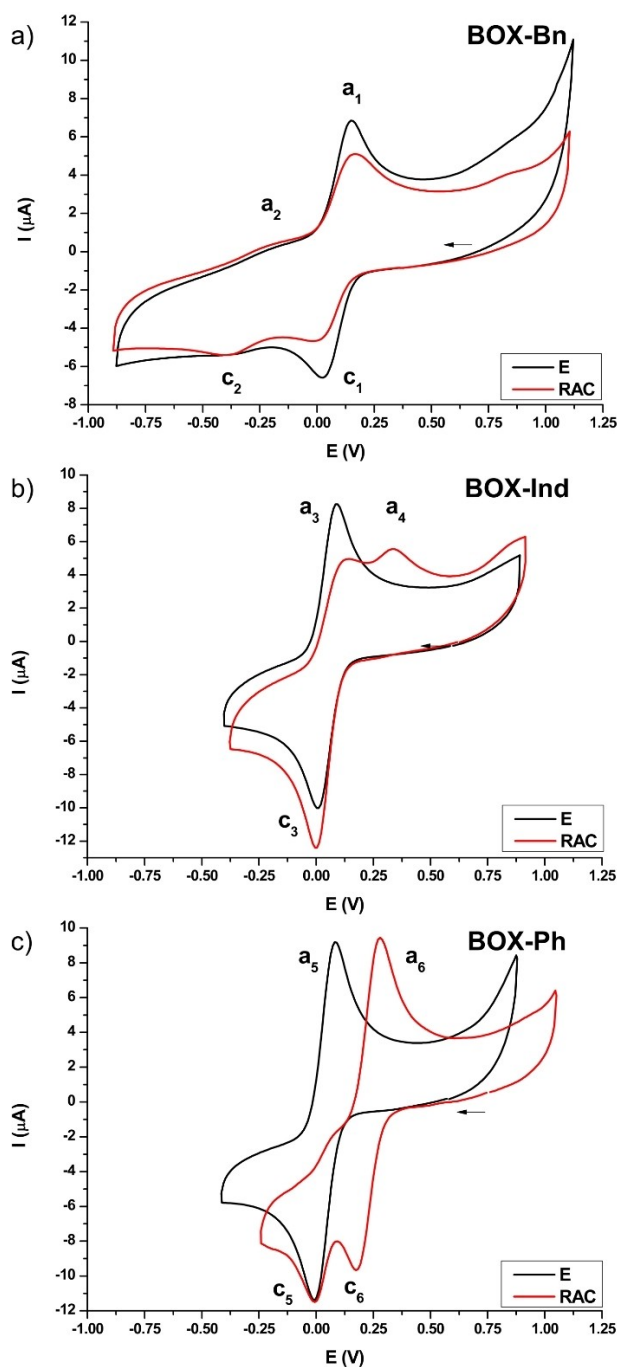 a)
BOX-Bn
12
10
8
6
4
2
0
-2
-4
-6
-8
I (μA)
a1
a2
c2
c1
E
RAC
-1.00 -0.75 -0.50 -0.25 0.00 0.25 0.50 0.75 1.00 1.25
E (V)
b)
BOX-Ind
10
8
6
4
2
0
-2
-4
-6
-8
-10
-12
I (μA)
a3
a4
c3
E
RAC
-1.00 -0.75 -0.50 -0.25 0.00 0.25 0.50 0.75 1.00 1.25
E (V)
c)
BOX-Ph
10
8
6
4
2
0
-2
-4
-6
-8
-10
-12
I (μA)
a5
a6
c5
c6
E
RAC
-1.00 -0.75 -0.50 -0.25 0.00 0.25 0.50 0.75 1.00 1.25
E (V)